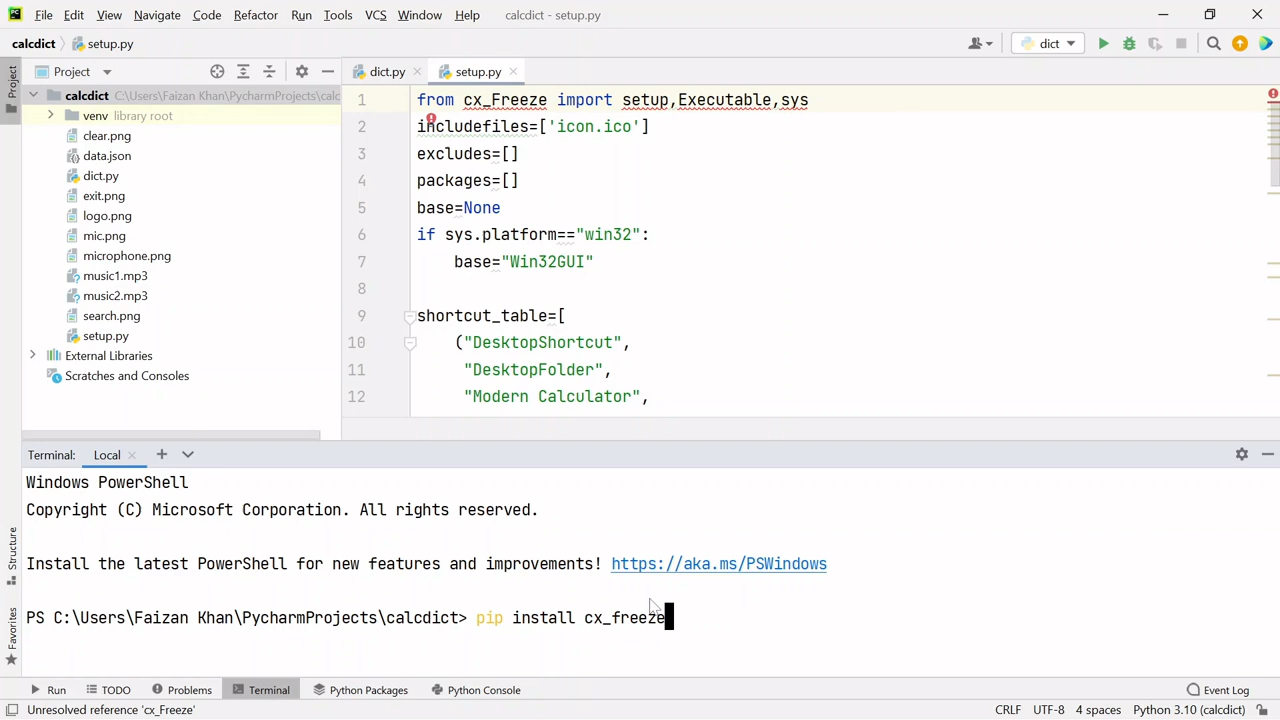 File Edit View Navigate Code Refactor Run Tools VCS Window Help calcdict - setup.py
calcdict setup.py dict
Project
dict.py setup.py
Project
calcdict C:\Users\Faizan Khan\PycharmProjects\calc
venv library root
clear.png
data.json
dict.py
exit.png
logo.png
mic.png
microphone.png
music1.mp3
music2.mp3
search.png
setup.py
External Libraries
Scratches and Consoles
1 from cx_Freeze import setup,Executable,sys
2 includefiles=['icon.ico']
3 excludes=[]
4 packages=[]
5 base=None
6 if sys.platform=="win32":
7 base="Win32GUI"
8
9 shortcut_table=[
10 ("DesktopShortcut",
11 "DesktopFolder",
12 "Modern Calculator",
Terminal: Local
Windows PowerShell
Copyright (C) Microsoft Corporation. All rights reserved.
Install the latest PowerShell for new features and improvements! https://aka.ms/PSWindows
PS C:\Users\Faizan Khan\PycharmProjects\calcdict> pip install cx_freeze
Structure
Favorites
Run TODO Problems Terminal Python Packages Python Console Event Log
Unresolved reference 'cx_Freeze' CRLF UTF-8 4 spaces Python 3.10 (calcdict)